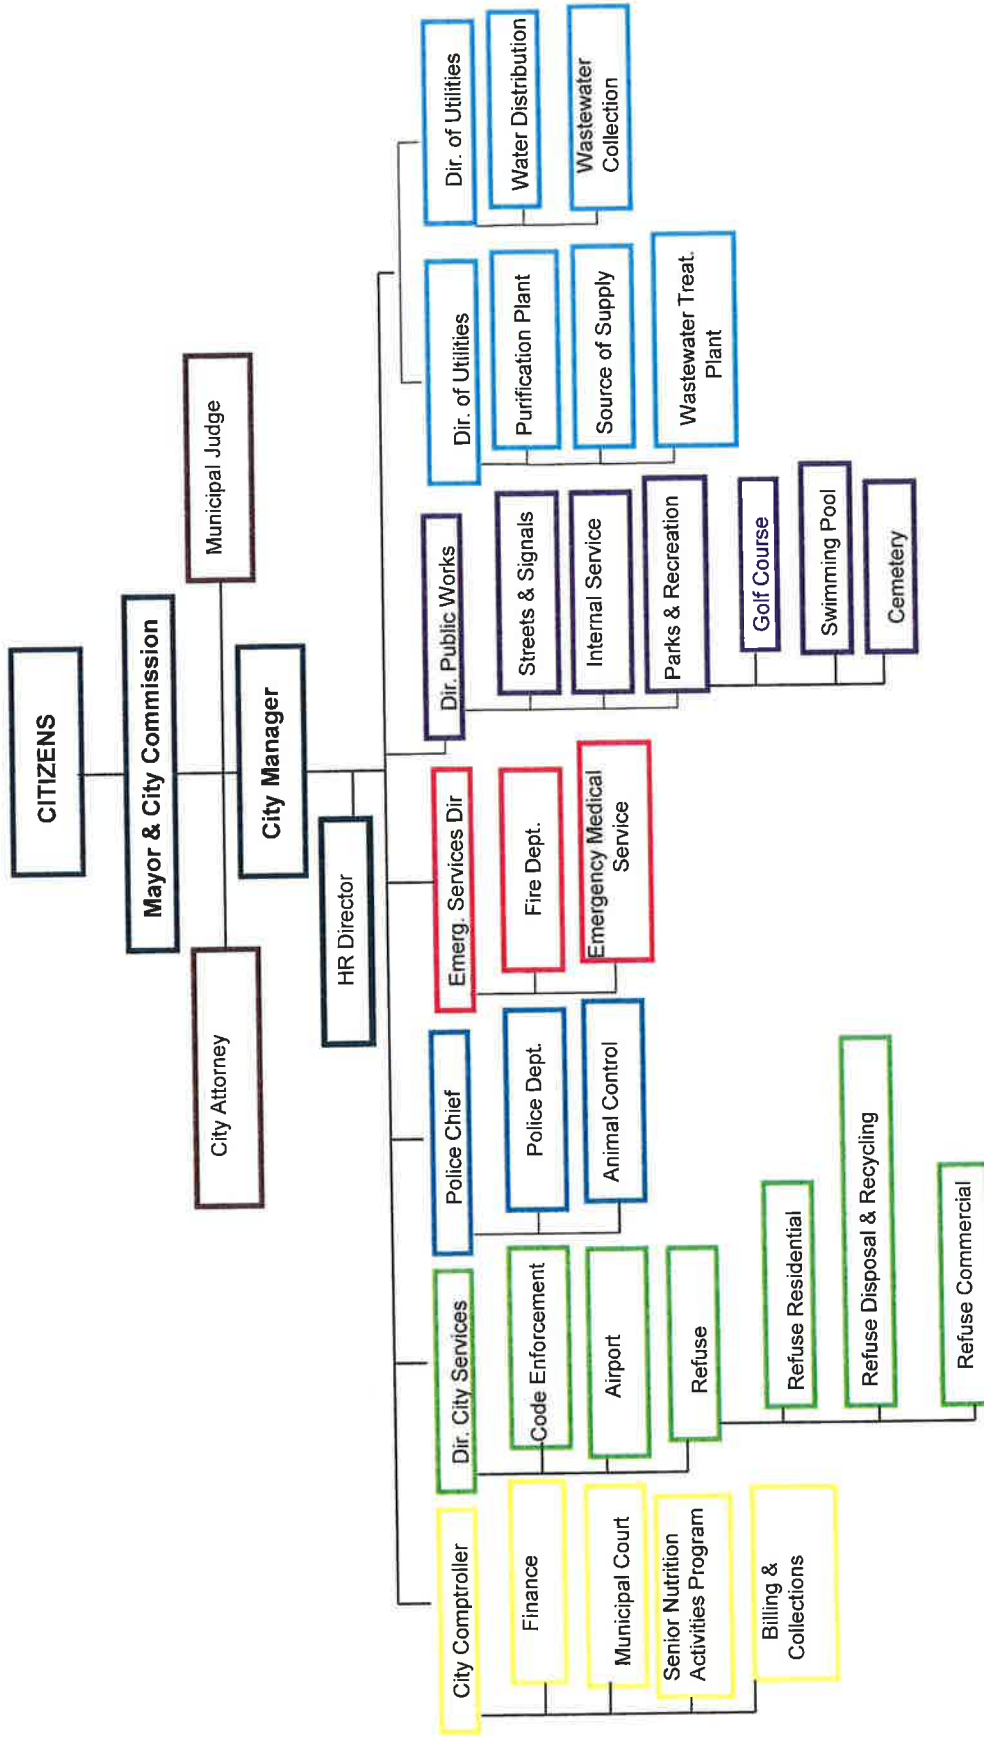 CITIZENS
Mayor & City Commission
City Attorney
Municipal Judge
City Manager
HR Director
City Comptroller
Finance
Municipal Court
Senior Nutrition
Activities Program
Billing &
Collections
Dir. City Services
Code Enforcement
Airport
Refuse
Refuse Residential
Refuse Disposal & Recycling
Refuse Commercial
Police Chief
Police Dept.
Animal Control
Emerg. Services Dir
Fire Dept.
Emergency Medical
Service
Dir. Public Works
Streets & Signals
Internal Service
Parks & Recreation
Golf Course
Swimming Pool
Cemetery
Dir. of Utilities
Purification Plant
Source of Supply
Wastewater Treat.
Plant
Dir. of Utilities
Water Distribution
Wastewater
Collection